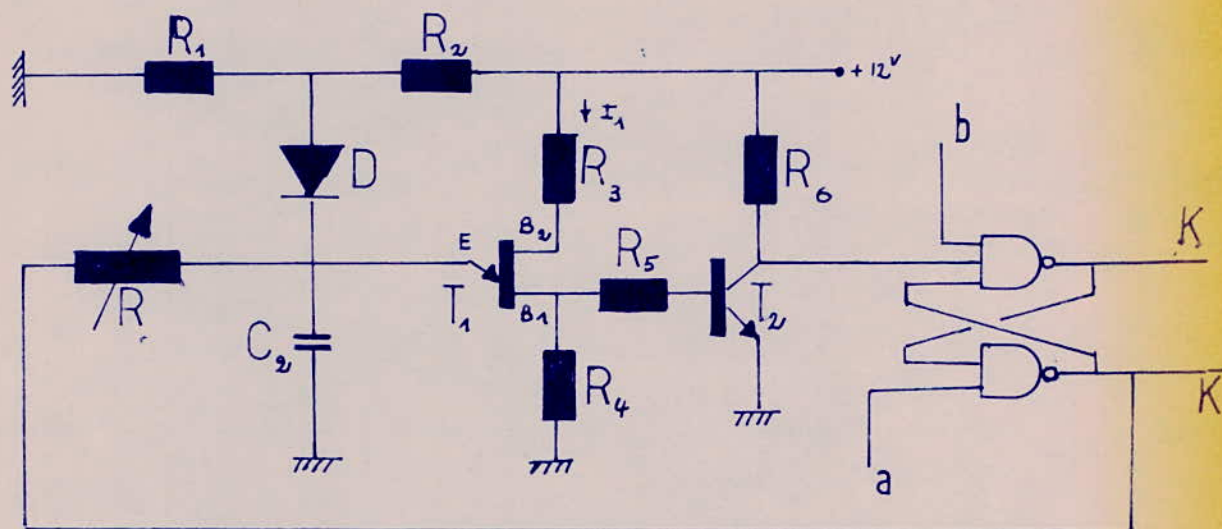 R₁
R₂
+ 12ᵛ
I₁
b
D
R₃
R₆
E
B₂
K
R₅
R
T₁
B₁
T₂
C₂
R₄
K
a